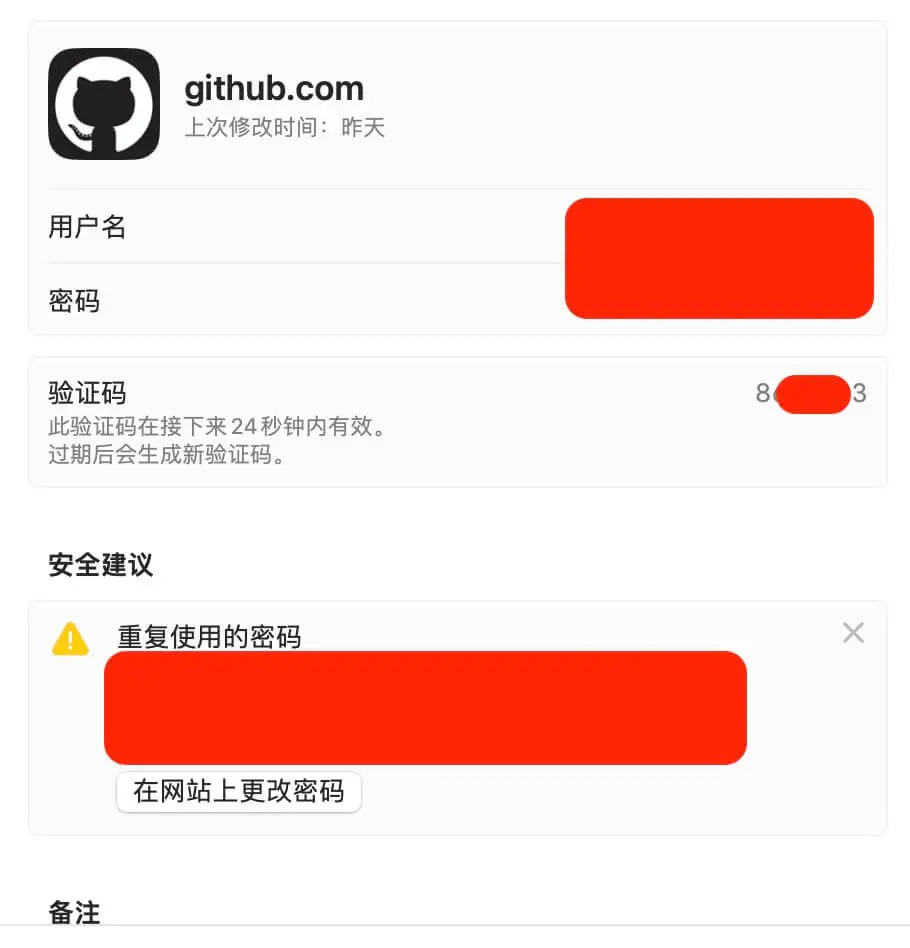 github.com
上次修改时间：昨天
用户名
密码
验证码
8 3
此验证码在接下来24秒钟内有效。
过期后会生成新验证码。
安全建议
重复使用的密码
在网站上更改密码
备注